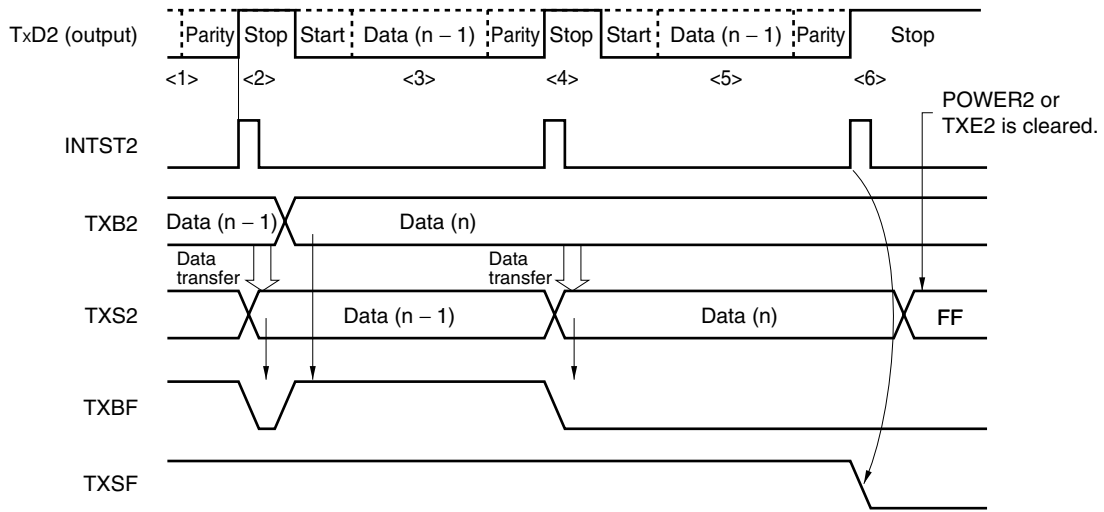 TxD2 (output) Parity Stop Start Data (n − 1) Parity Stop Start Data (n − 1) Parity Stop
<1> <2> <3> <4> <5> <6>
POWER2 or
TXE2 is cleared.
INTST2
TXB2 Data (n − 1) Data (n)
Data
transfer
Data
transfer
TXS2 Data (n − 1) Data (n) FF
TXBF
TXSF